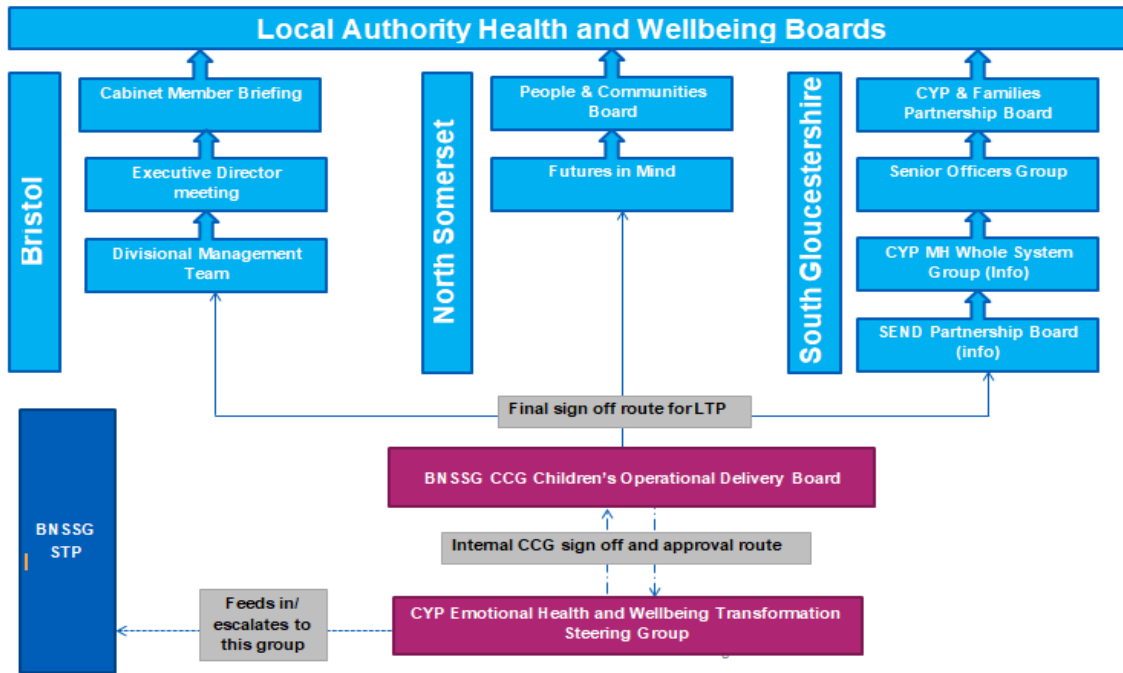 Local Authority Health and Wellbeing Boards
Bristol
Cabinet Member Briefing
Executive Director
meeting
Divisional Management
Team
North Somerset
People & Communities
Board
Futures in Mind
South Gloucestershire
CYP & Families
Partnership Board
Senior Officers Group
CYP MH Whole System
Group (Info)
SEND Partnership Board
(info)
Final sign off route for LTP
BNSSG CCG Children's Operational Delivery Board
Internal CCG sign off and approval route
CYP Emotional Health and Wellbeing Transformation
Steering Group
Feeds in/
escalates to
this group
BNSSG
STP